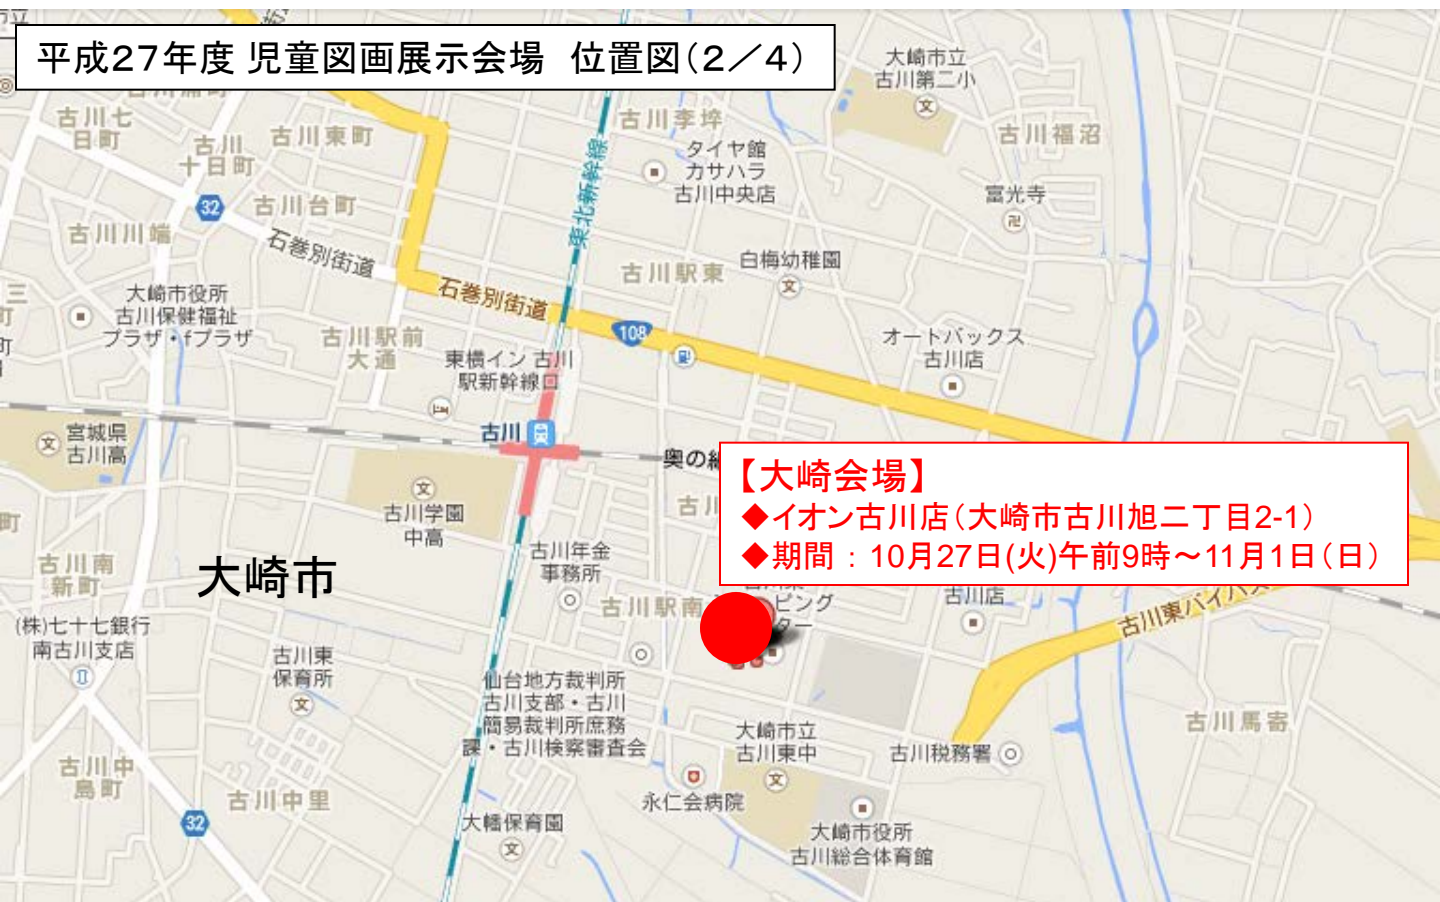 平成27年度 児童図画展示会場　位置図(2／4)
大崎市立
古川第二小
古川七
日町
古川
十日町
古川東町
古川李埣
タイヤ館
カサハラ
古川中央店
古川福沼
富光寺
32
古川台町
東北新幹線
古川川端
石巻別街道
古川駅東
白梅幼稚園
石巻別街道
大崎市役所
古川保健福祉
プラザ・fプラザ
古川駅前
大通
108
オートバックス
古川店
東横イン 古川
駅新幹線口
宮城県
古川高
古川
奥の細
【大崎会場】
◆イオン古川店(大崎市古川旭二丁目2-1)
◆期間：10月27日(火)午前9時～11月1日(日)
古川学園
中高
古川
古川年金
事務所
古川南
新町
大崎市
古川駅南
ピング
ター
古川店
古川東バイパス
(株)七十七銀行
南古川支店
古川東
保育所
仙台地方裁判所
古川支部・古川
簡易裁判所庶務
課・古川検察審査会
大崎市立
古川東中
古川税務署
古川馬寄
古川中
島町
古川中里
永仁会病院
32
大幡保育園
大崎市役所
古川総合体育館